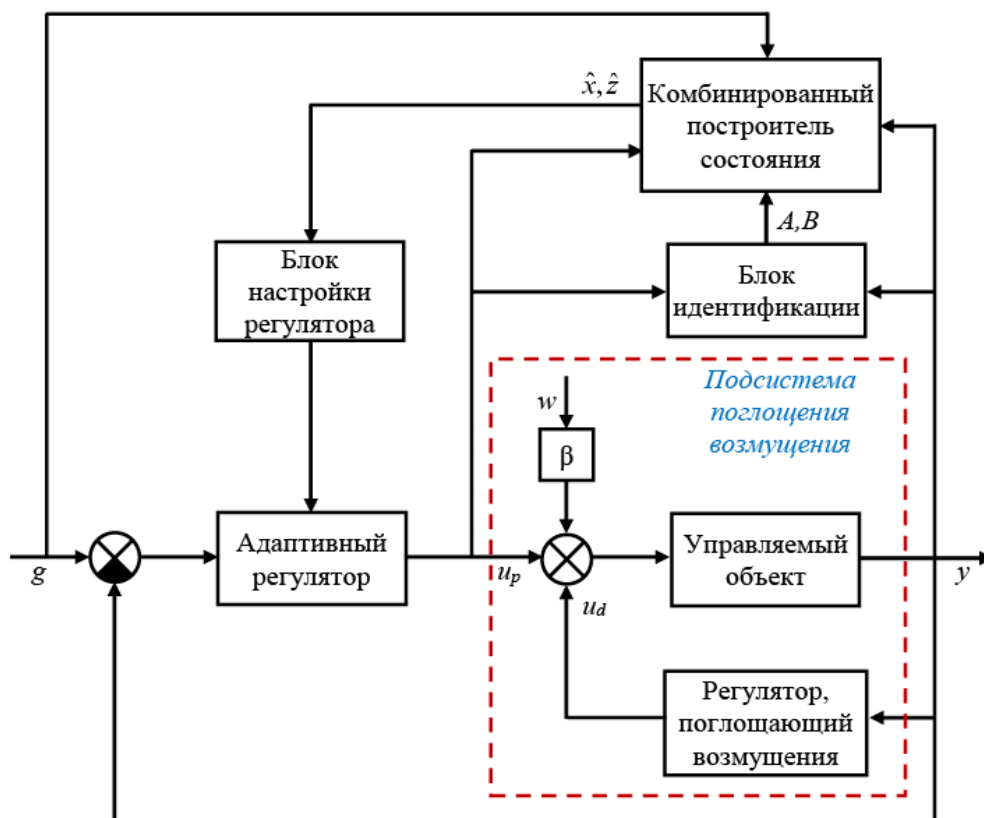 x̂, ẑ
Комбинированный
построитель
состояния
A,B
Блок
настройки
регулятора
Блок
идентификации
Подсистема
поглощения
возмущения
w
β
g
Адаптивный
регулятор
u_p
Управляемый
объект
y
u_d
Регулятор,
поглощающий
возмущения